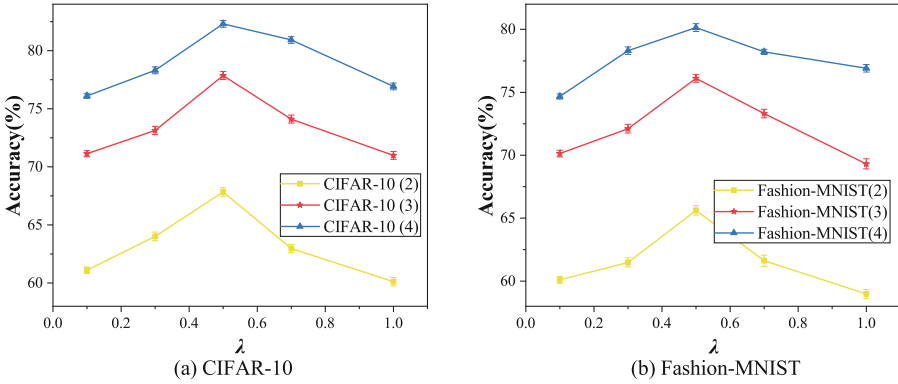 Accuracy(%)
80
75
70
65
60
0.0 0.2 0.4 0.6 0.8 1.0
λ
CIFAR-10 (2)
CIFAR-10 (3)
CIFAR-10 (4)
(a) CIFAR-10
Accuracy(%)
80
75
70
65
60
0.0 0.2 0.4 0.6 0.8 1.0
λ
Fashion-MNIST(2)
Fashion-MNIST(3)
Fashion-MNIST(4)
(b) Fashion-MNIST